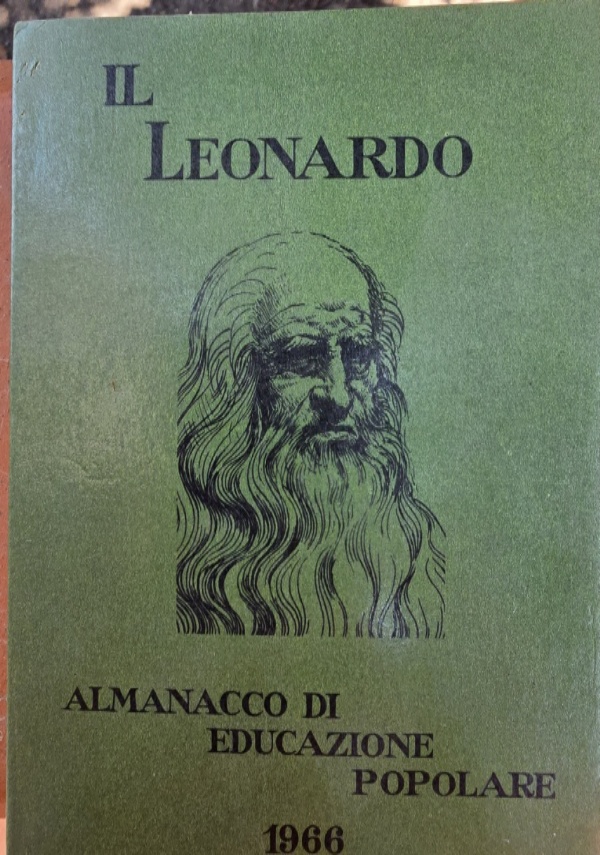 IL
LEONARDO
ALMANACCO DI
EDUCAZIONE
POPOLARE
1966